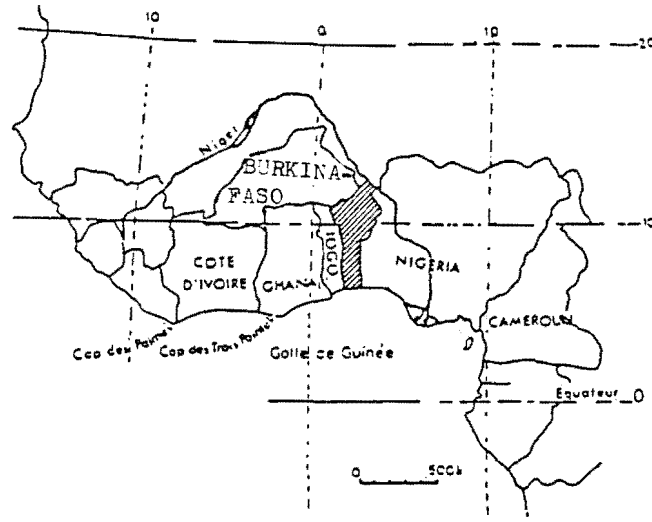 10 0 10
20
Niger
BURKINA
FASO
10
COTE
D'IVOIRE
GHANA
TOGO
NIGERIA
CAMEROUN
Cap des Palmes
Cap des Trois Pointes
Golfe de Guinée
Equateur
0
0 500k